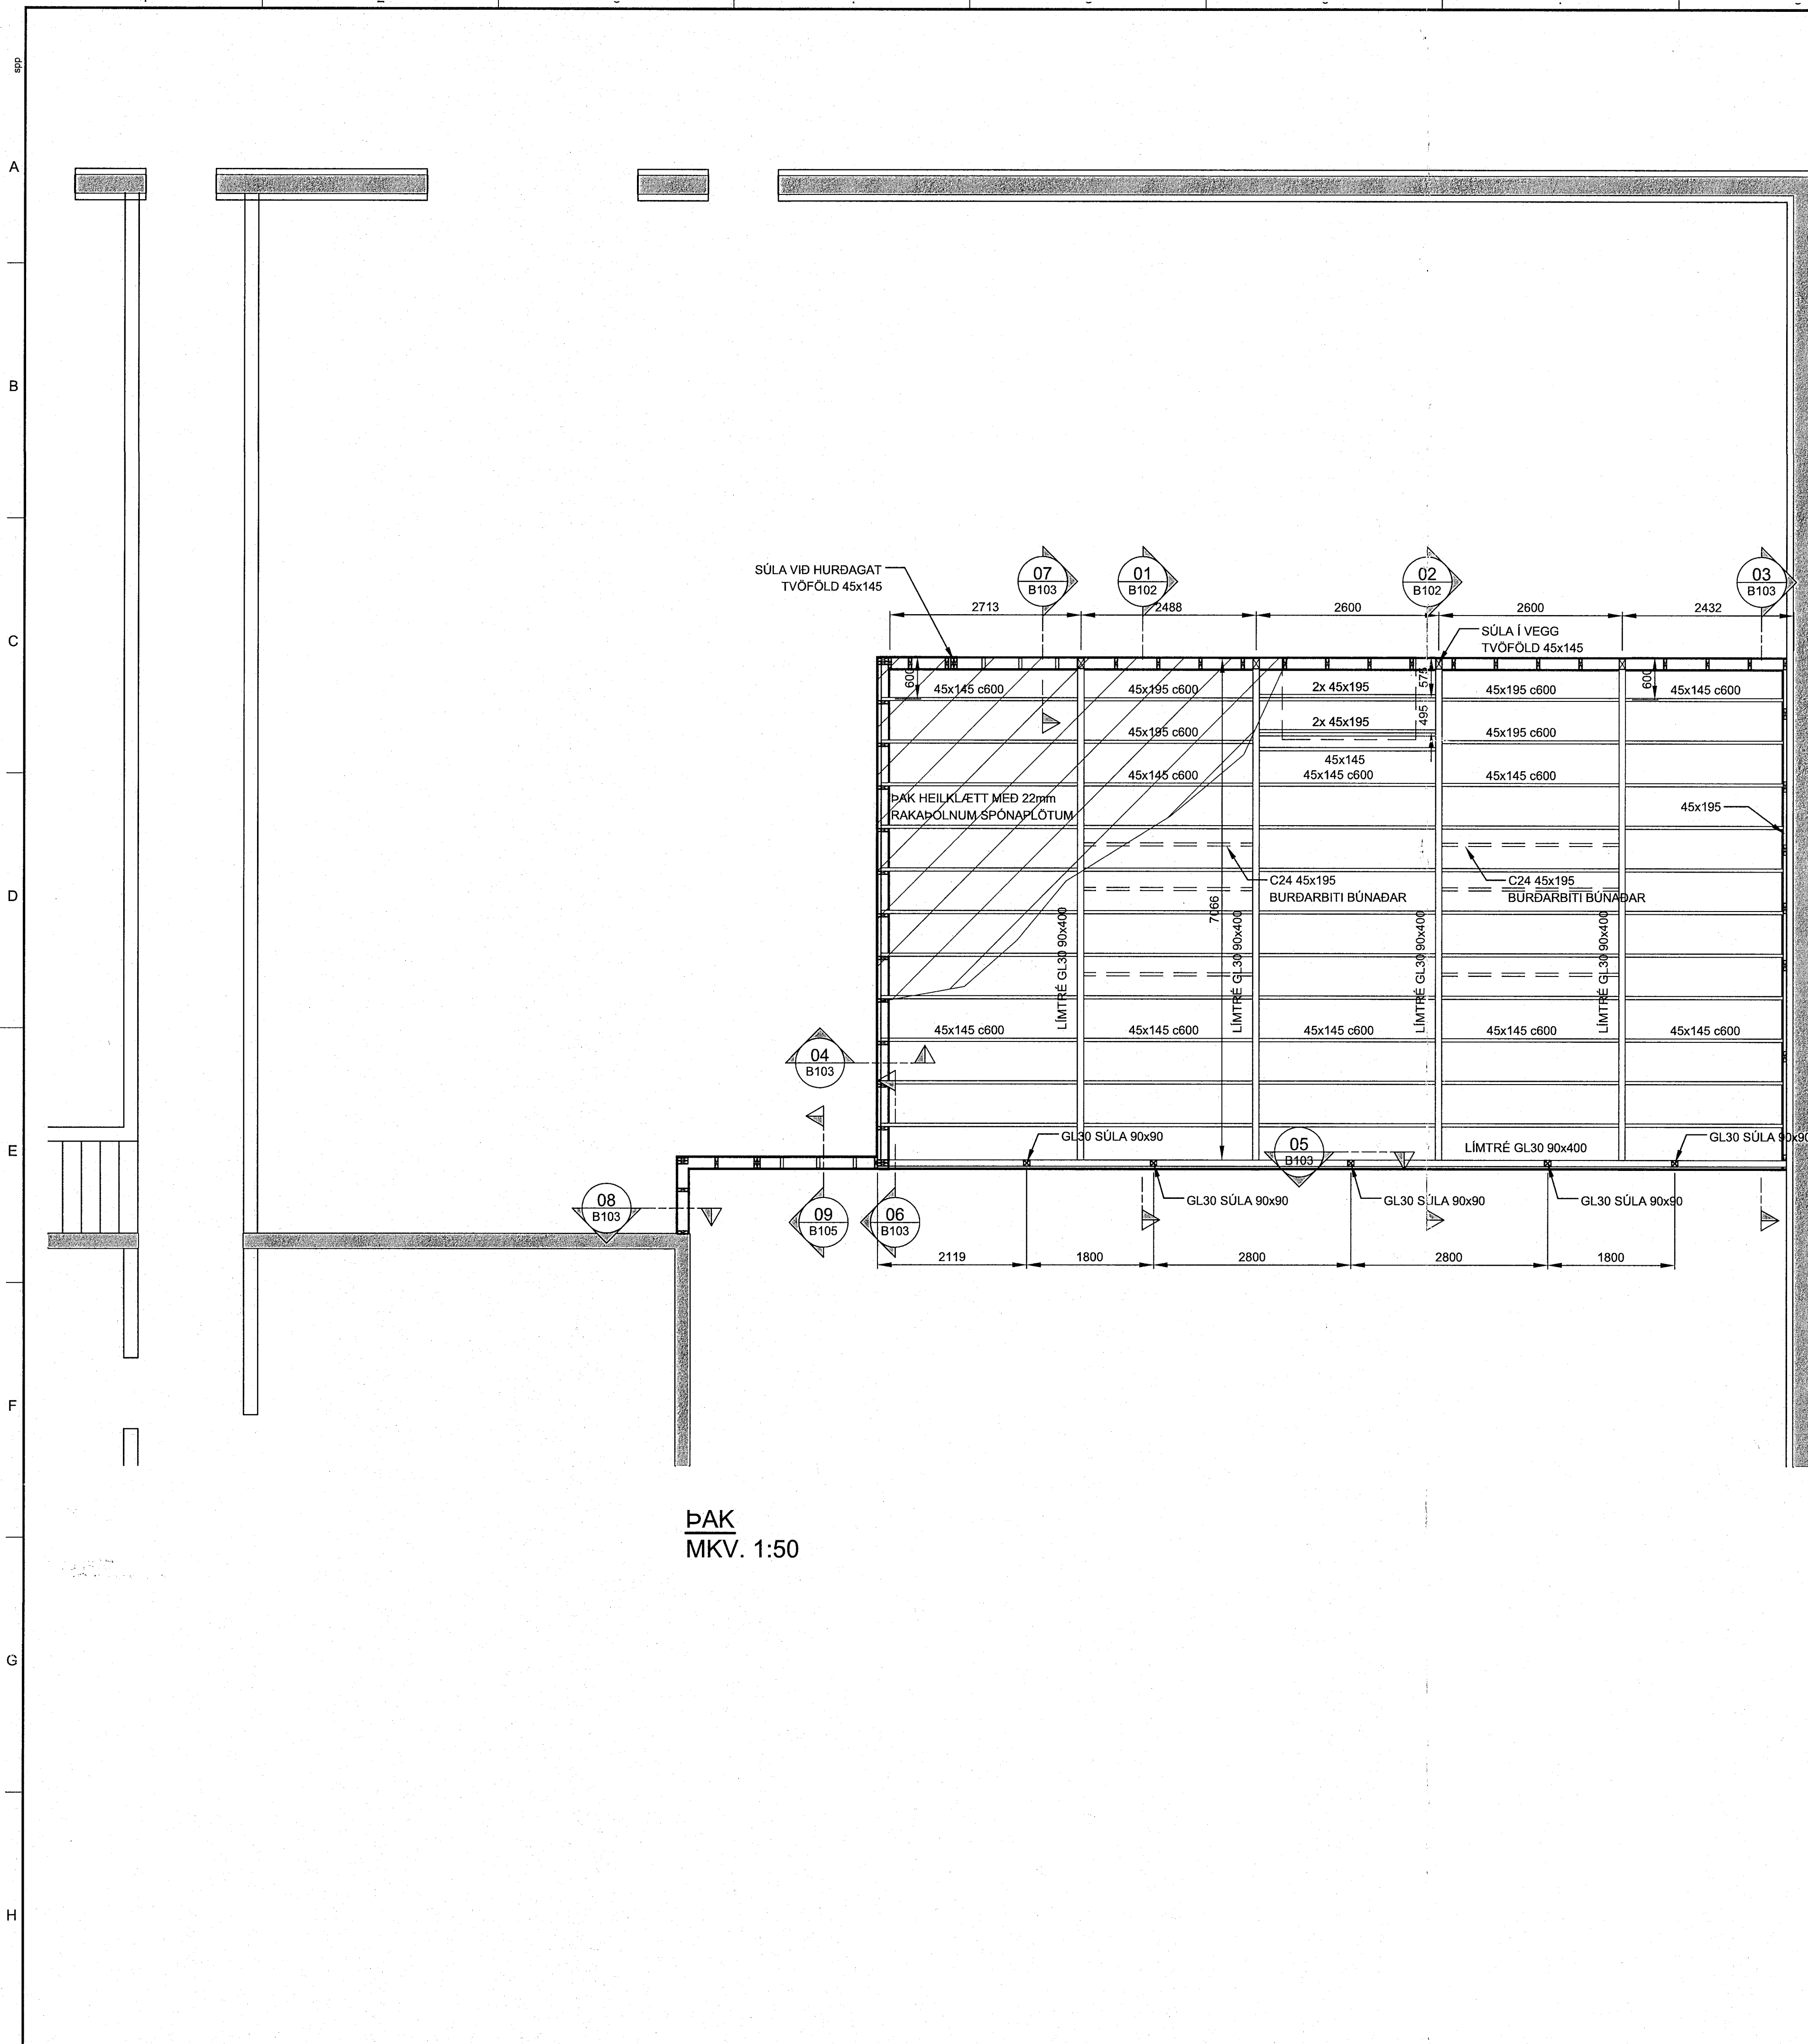 spp
A
B
C
D
E
F
G
H
SÚLA VIÐ HURÐAGAT
TVÖFÖLD 45x145
07
B103
01
B102
02
B102
03
B103
2713
2488
2600
2600
2432
SÚLA Í VEGG
TVÖFÖLD 45x145
600
575
600
45x145 c600
45x195 c600
2x 45x195
45x195 c600
45x145 c600
495
45x195 c600
2x 45x195
45x195 c600
45x145
45x145 c600
45x145 c600
45x145 c600
ÞAK HEILKLÆTT MEÐ 22mm
RAKAÞOLNUM SPÓNAPLÖTUM
45x195
C24 45x195
BURÐARBITI BÚNAÐAR
C24 45x195
BURÐARBITI BÚNAÐAR
7066
LÍMTRÉ GL30 90x400
LÍMTRÉ GL30 90x400
LÍMTRÉ GL30 90x400
LÍMTRÉ GL30 90x400
45x145 c600
45x145 c600
45x145 c600
45x145 c600
45x145 c600
04
B103
GL30 SÚLA 90x90
05
B103
LÍMTRÉ GL30 90x400
GL30 SÚLA 90x90
GL30 SÚLA 90x90
GL30 SÚLA 90x90
GL30 SÚLA 90x90
08
B103
09
B105
06
B103
2119
1800
2800
2800
1800
ÞAK
MKV. 1:50